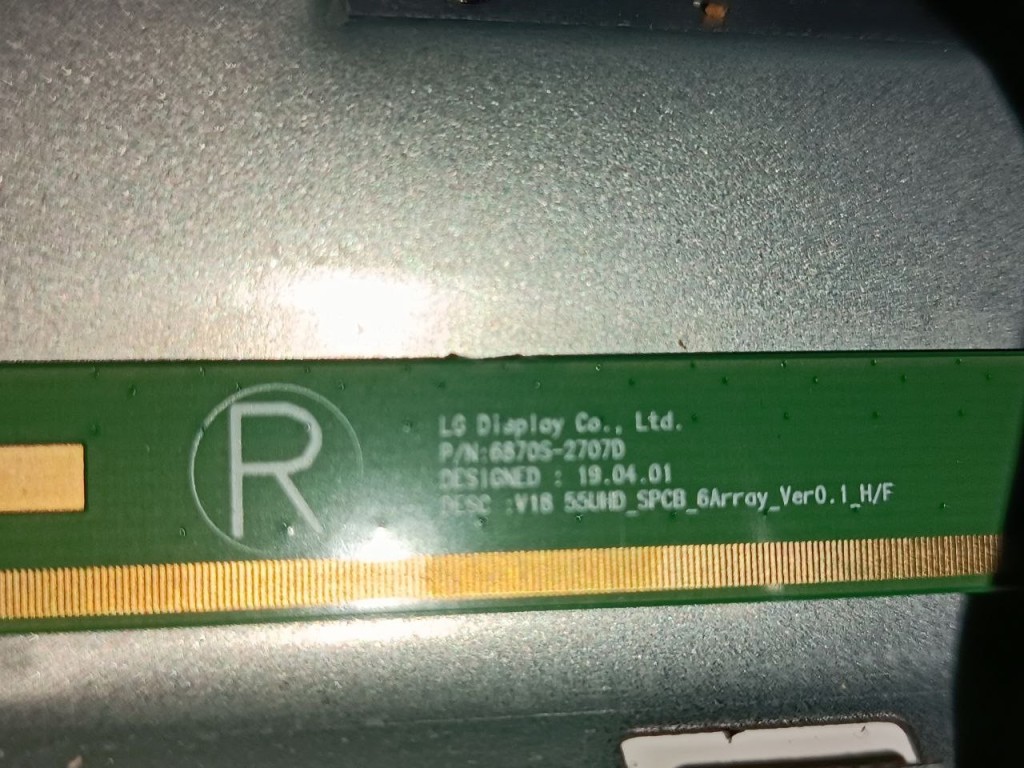 R
LG Display Co., Ltd.
P/N:6870S-2707D
DESIGNED : 19.04.01
DESC :V18 55UHD_SPCB_6Array_Ver0.1_H/F